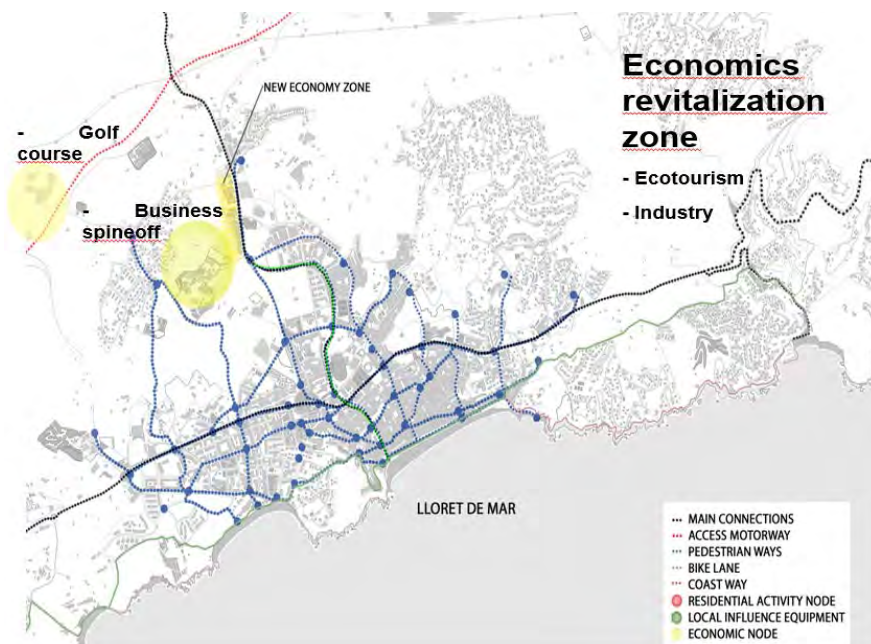 Economics
revitalization
zone
- Ecotourism
- Industry
NEW ECONOMY ZONE
- Golf
course
- Business
spineoff
LLORET DE MAR
MAIN CONNECTIONS
ACCESS MOTORWAY
PEDESTRIAN WAYS
BIKE LANE
COAST WAY
RESIDENTIAL ACTIVITY NODE
LOCAL INFLUENCE EQUIPMENT
ECONOMIC NODE